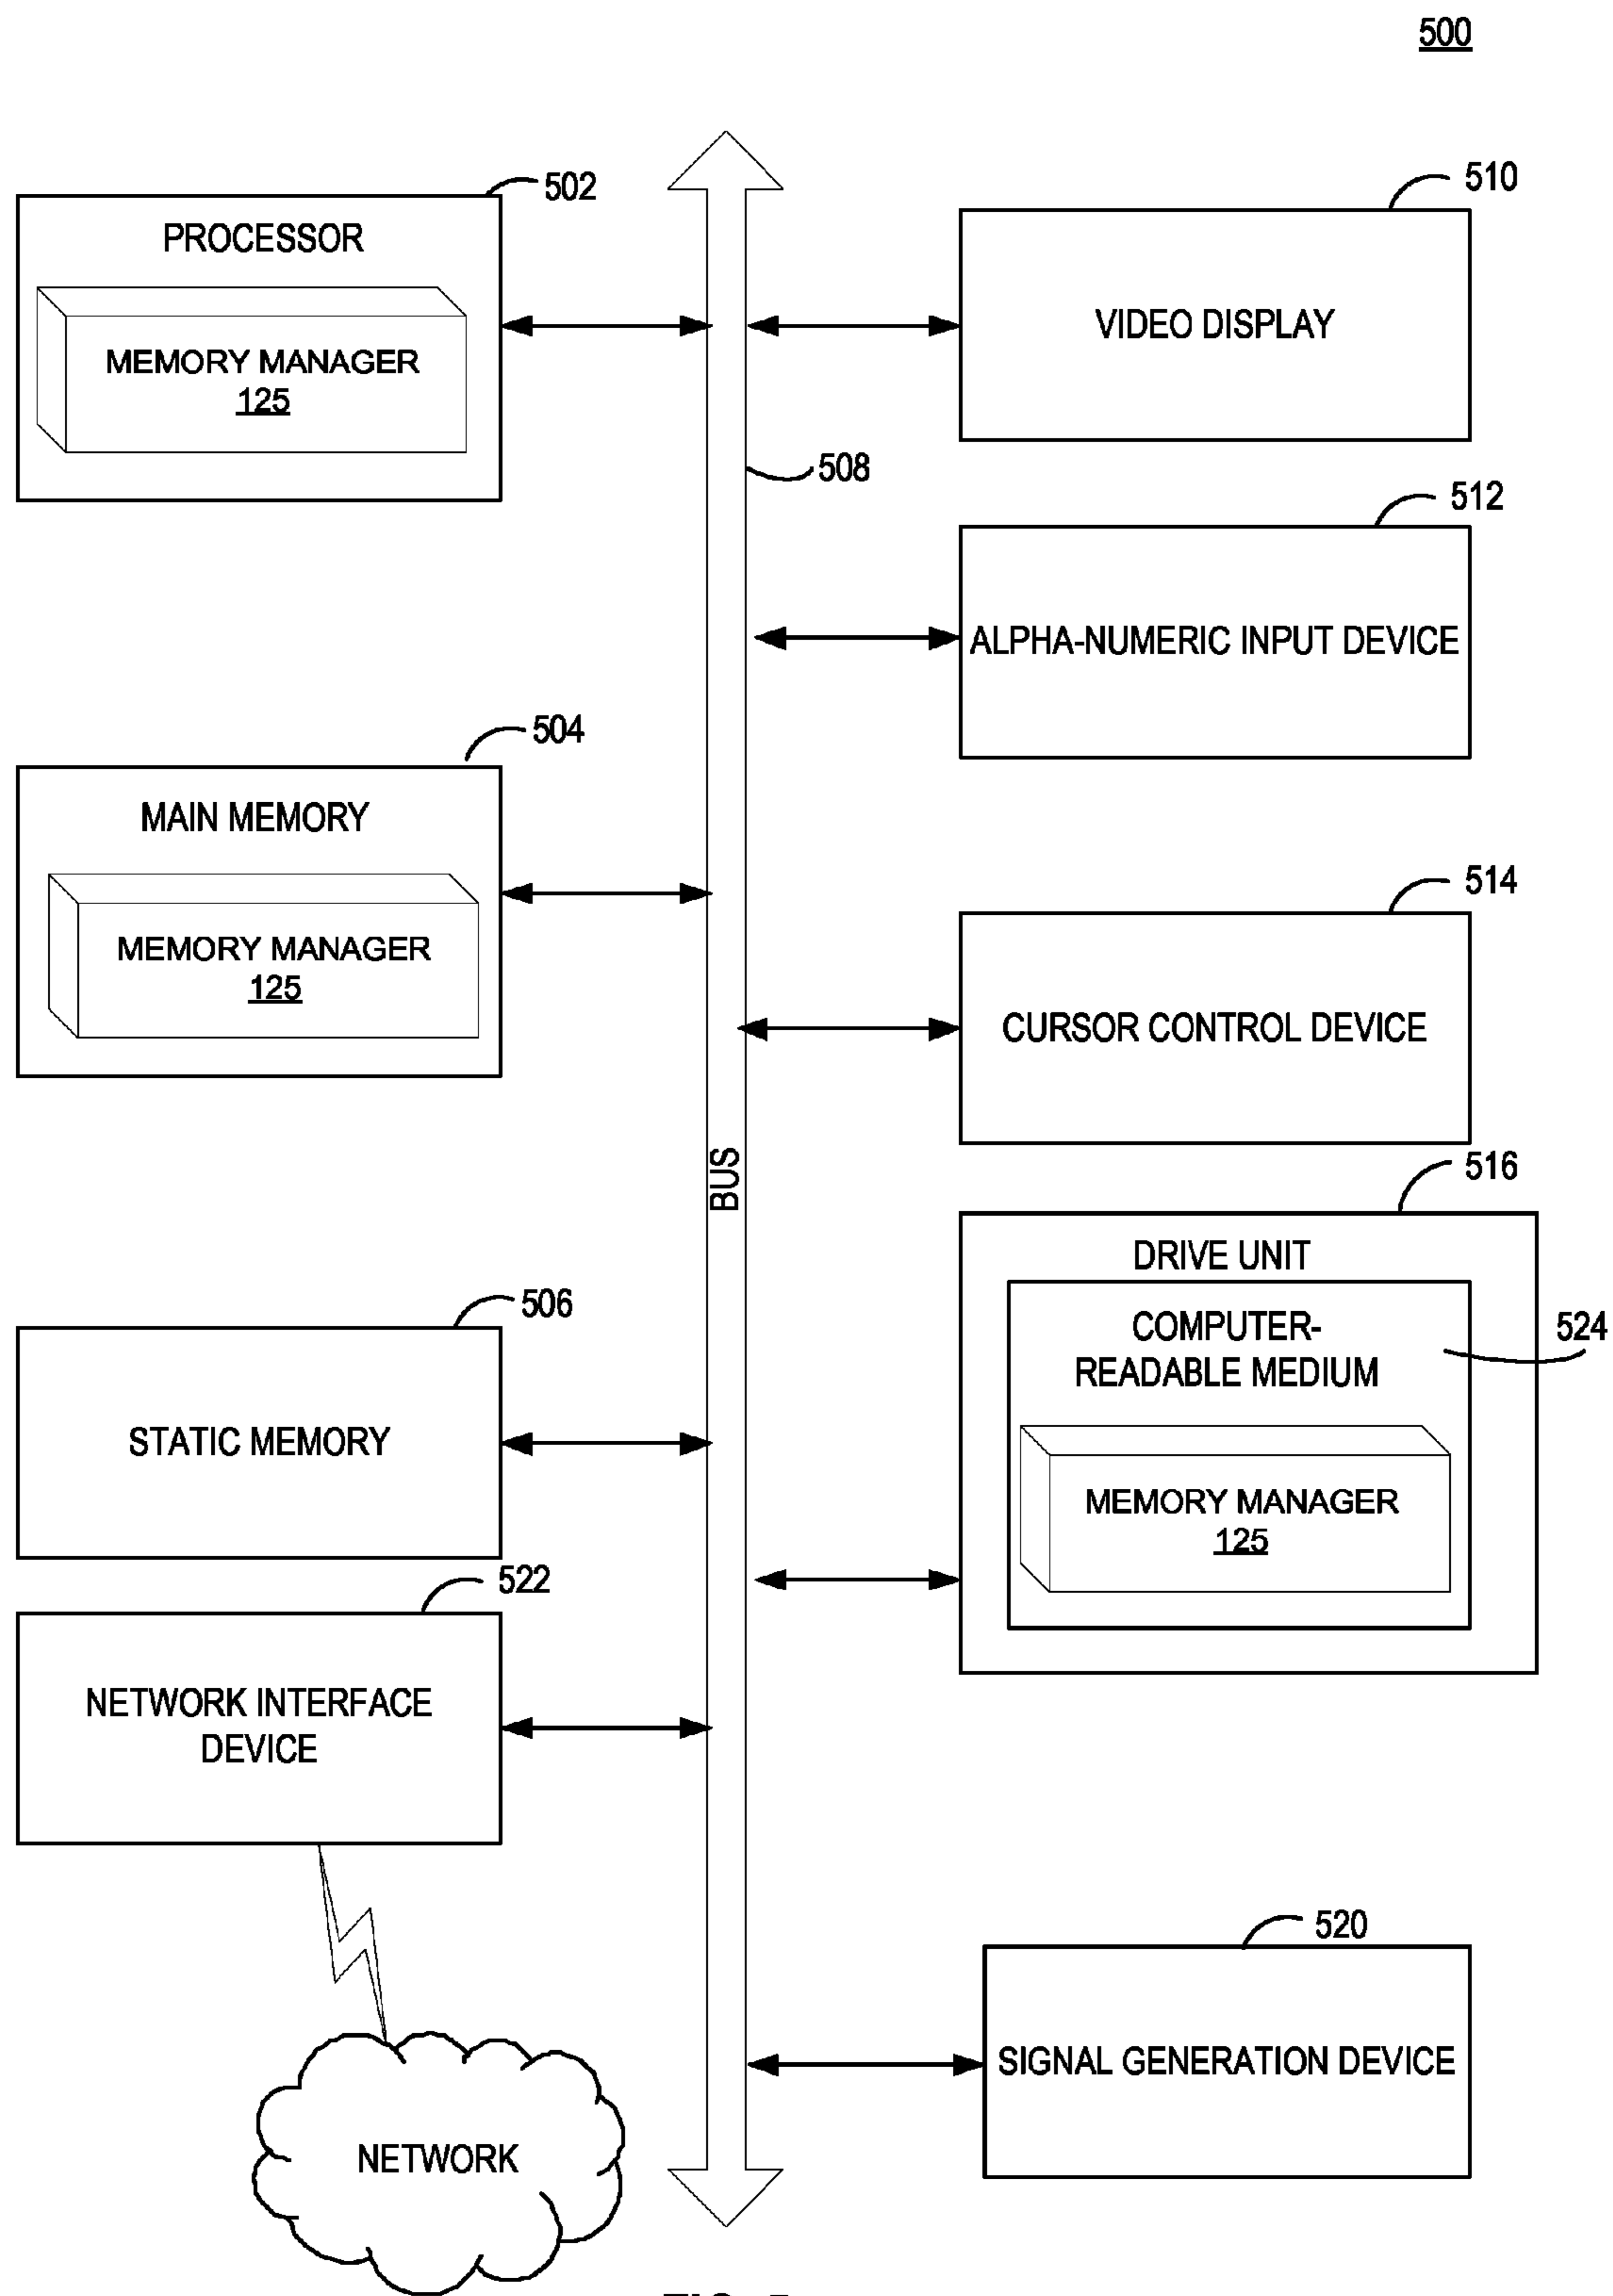 500
502
PROCESSOR
MEMORY MANAGER
125
510
VIDEO DISPLAY
508
512
ALPHA-NUMERIC INPUT DEVICE
504
MAIN MEMORY
MEMORY MANAGER
125
514
CURSOR CONTROL DEVICE
BUS
516
DRIVE UNIT
COMPUTER-
READABLE MEDIUM
524
MEMORY MANAGER
125
506
STATIC MEMORY
522
NETWORK INTERFACE
DEVICE
520
SIGNAL GENERATION DEVICE
NETWORK